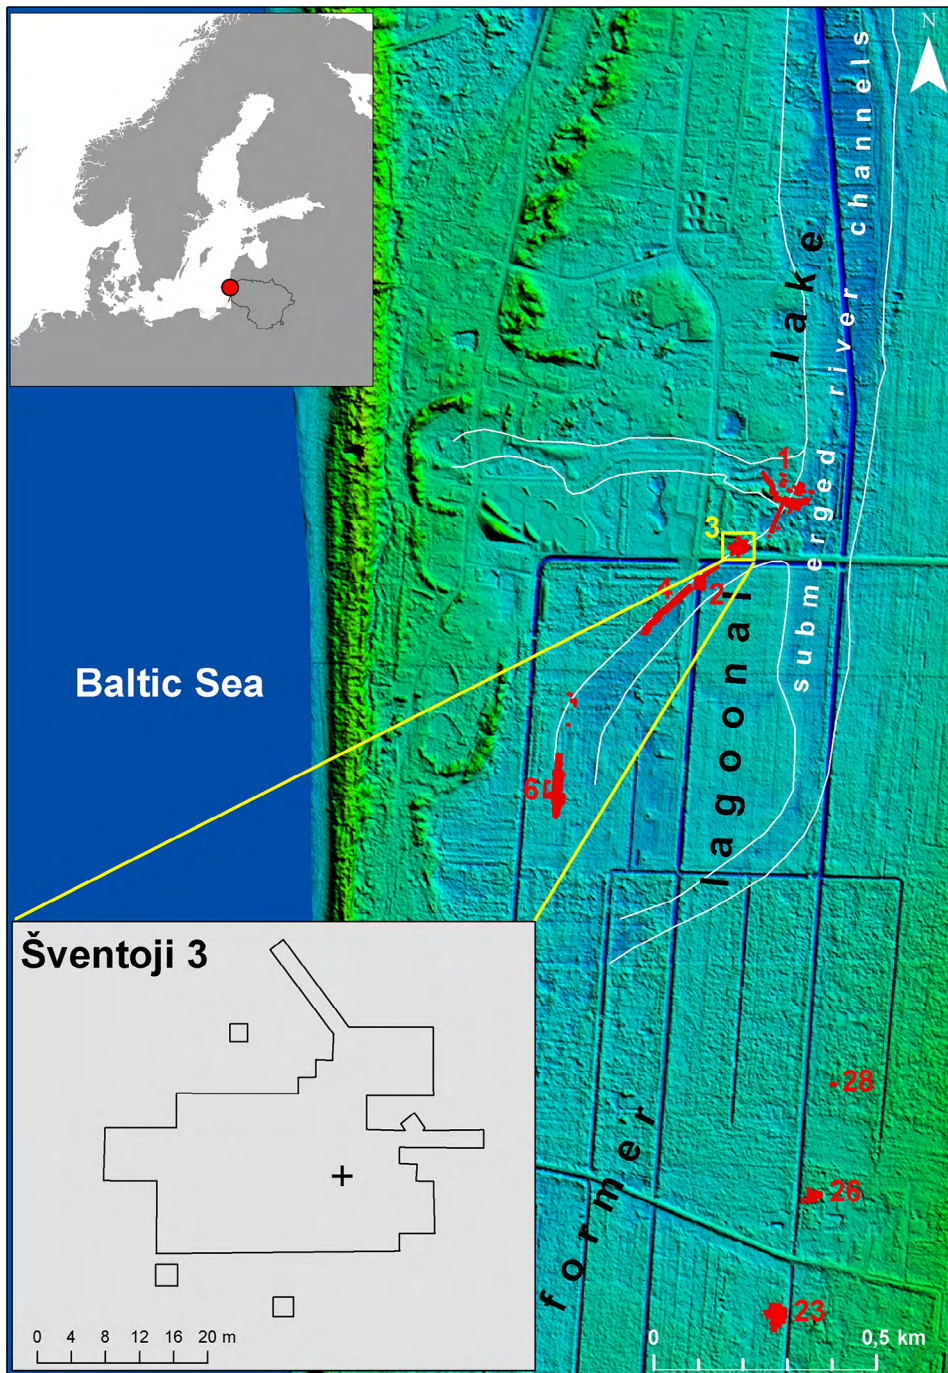 N
submerged river channels
former lagoonal lake
1
3
4
2
Baltic Sea
6
Šventoji 3
28
26
23
0 4 8 12 16 20 m
0 0,5 km